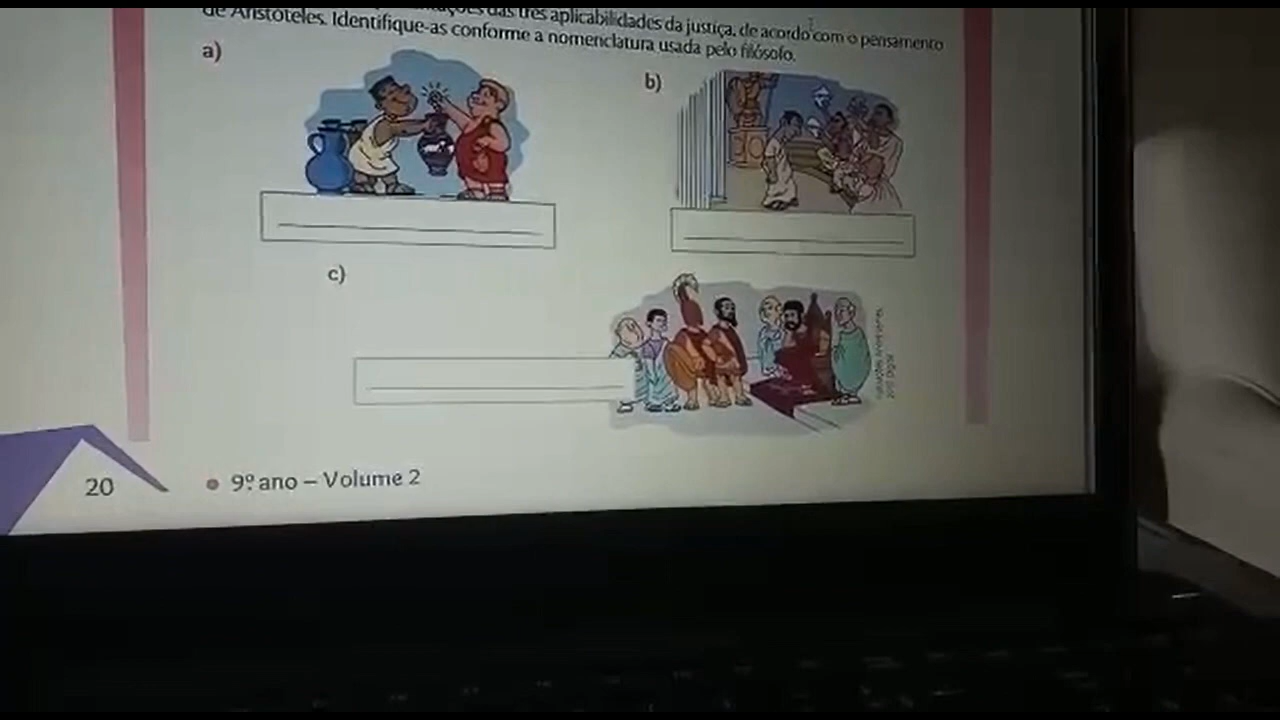 das três aplicabilidades da justiça, de acordo com o pensamento
de Aristóteles. Identifique-as conforme a nomenclatura usada pelo filósofo.
a)
b)
c)
20
9º. ano – Volume 2